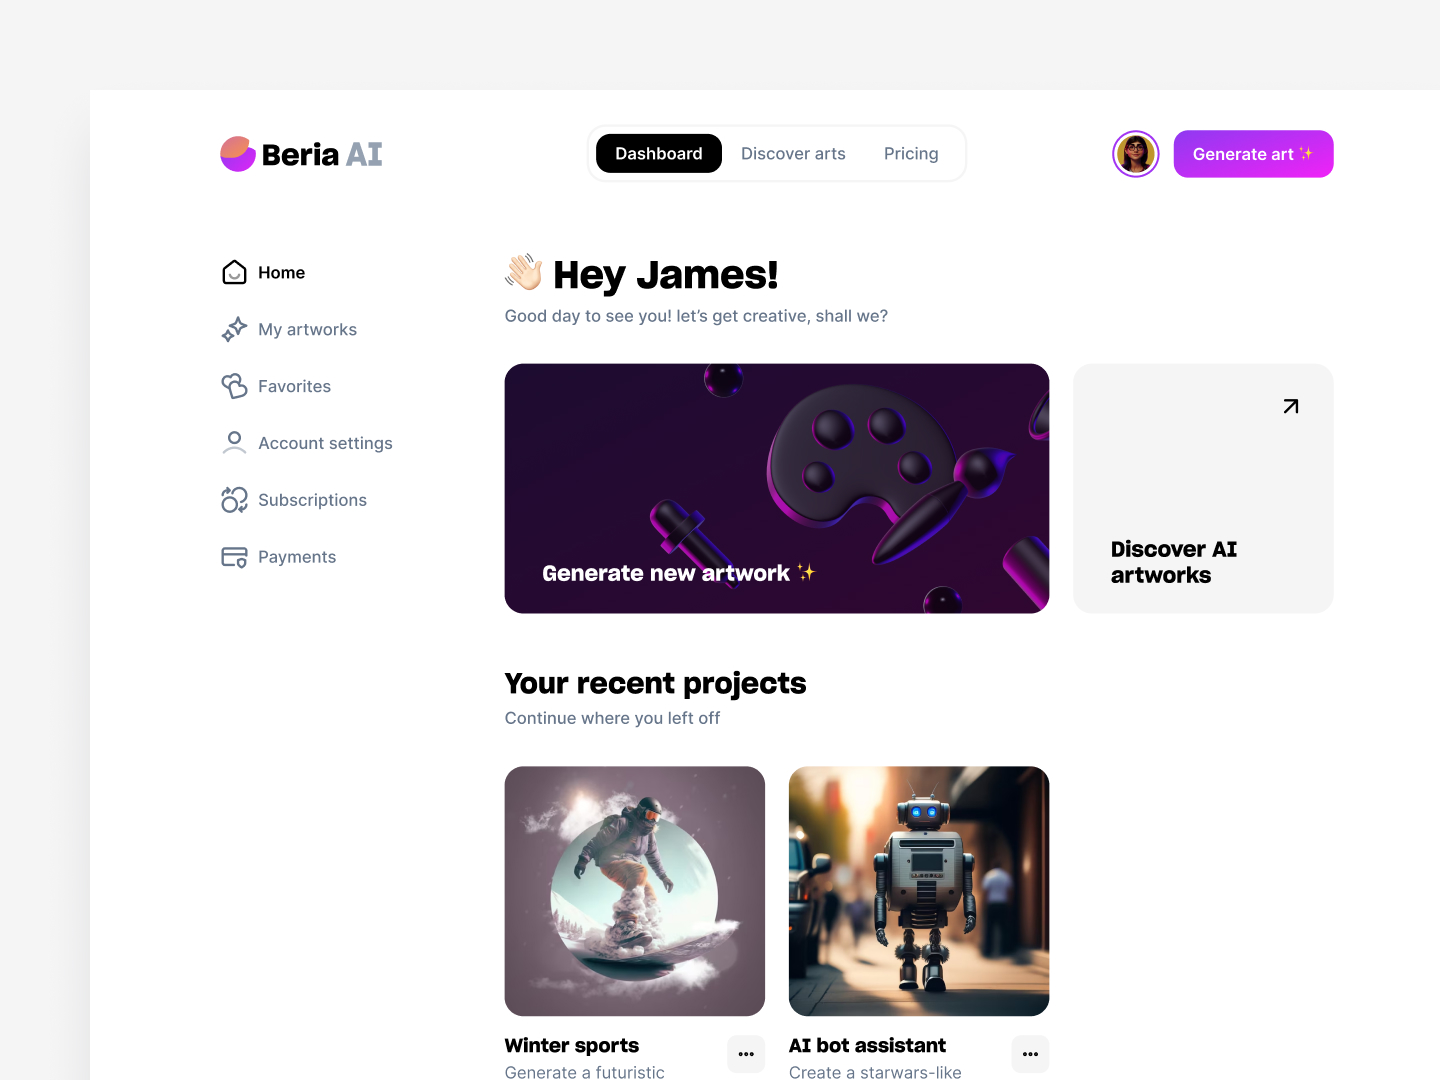 Beria AI
Dashboard
Discover arts
Pricing
Generate art ✨
Home
My artworks
Favorites
Account settings
Subscriptions
Payments
👋🏻 Hey James!
Good day to see you! let’s get creative, shall we?
Generate new artwork ✨
Discover AI
artworks
Your recent projects
Continue where you left off
Winter sports
Generate a futuristic
AI bot assistant
Create a starwars-like